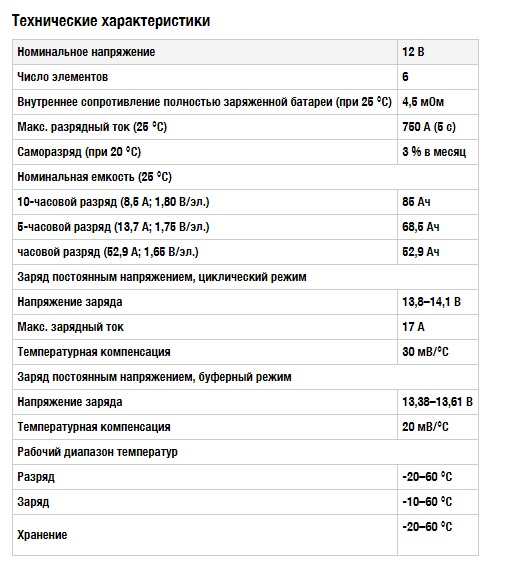 Технические характеристики
Номинальное напряжение 12 В
Число элементов 6
Внутреннее сопротивление полностью заряженной батареи (при 25 °C) 4,5 мОм
Макс. разрядный ток (25 °C) 750 А (5 с)
Саморазряд (при 20 °C) 3 % в месяц
Номинальная емкость (25 °C)
10-часовой разряд (8,5 А; 1,80 В/эл.) 85 Ач
5-часовой разряд (13,7 А; 1,75 В/эл.) 68,5 Ач
часовой разряд (52,9 А; 1,65 В/эл.) 52,9 Ач
Заряд постоянным напряжением, циклический режим
Напряжение заряда 13,8–14,1 В
Макс. зарядный ток 17 А
Температурная компенсация 30 мВ/°C
Заряд постоянным напряжением, буферный режим
Напряжение заряда 13,38–13,61 В
Температурная компенсация 20 мВ/°C
Рабочий диапазон температур
Разряд -20–60 °C
Заряд -10–60 °C
Хранение -20–60 °C